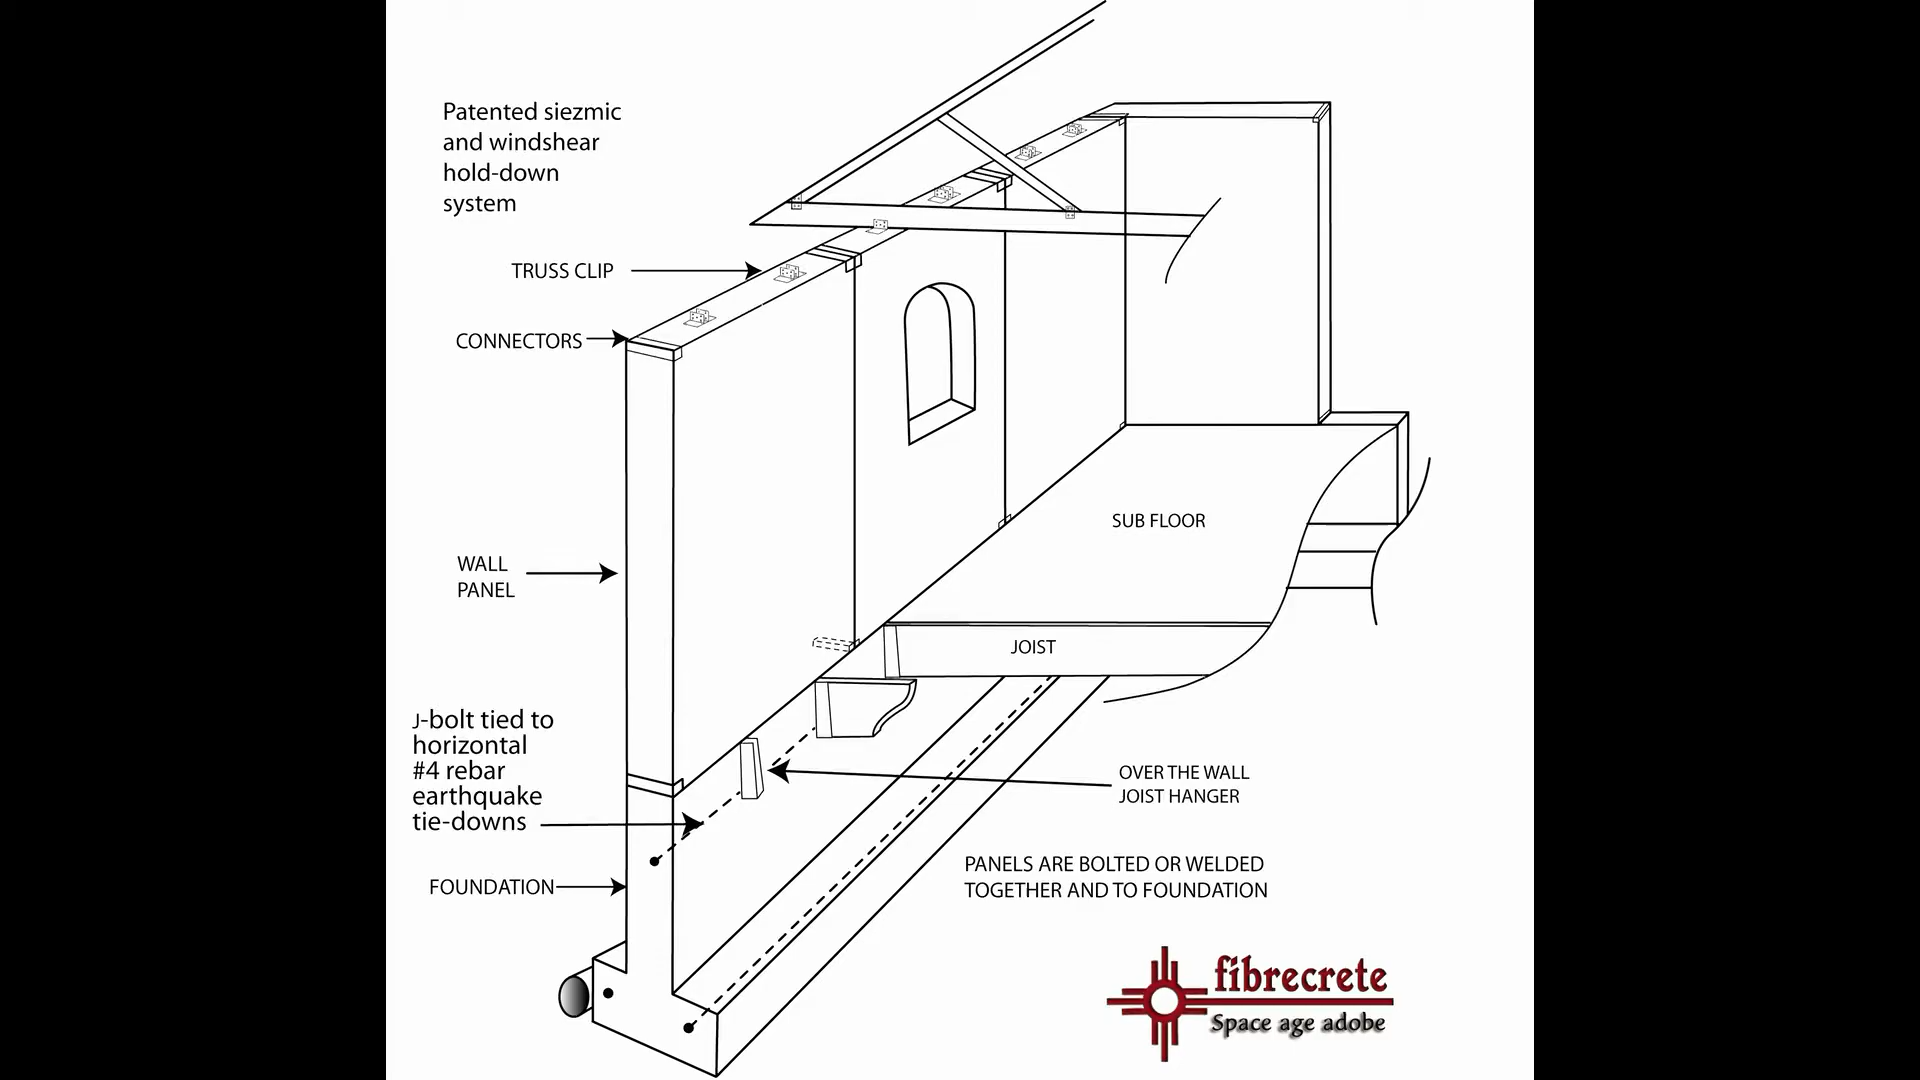 Patented siezmic
and windshear
hold-down
system
TRUSS CLIP
CONNECTORS
WALL
PANEL
SUB FLOOR
JOIST
J-bolt tied to
horizontal
#4 rebar
earthquake
tie-downs
OVER THE WALL
JOIST HANGER
FOUNDATION
PANELS ARE BOLTED OR WELDED
TOGETHER AND TO FOUNDATION
fibrecrete
Space age adobe